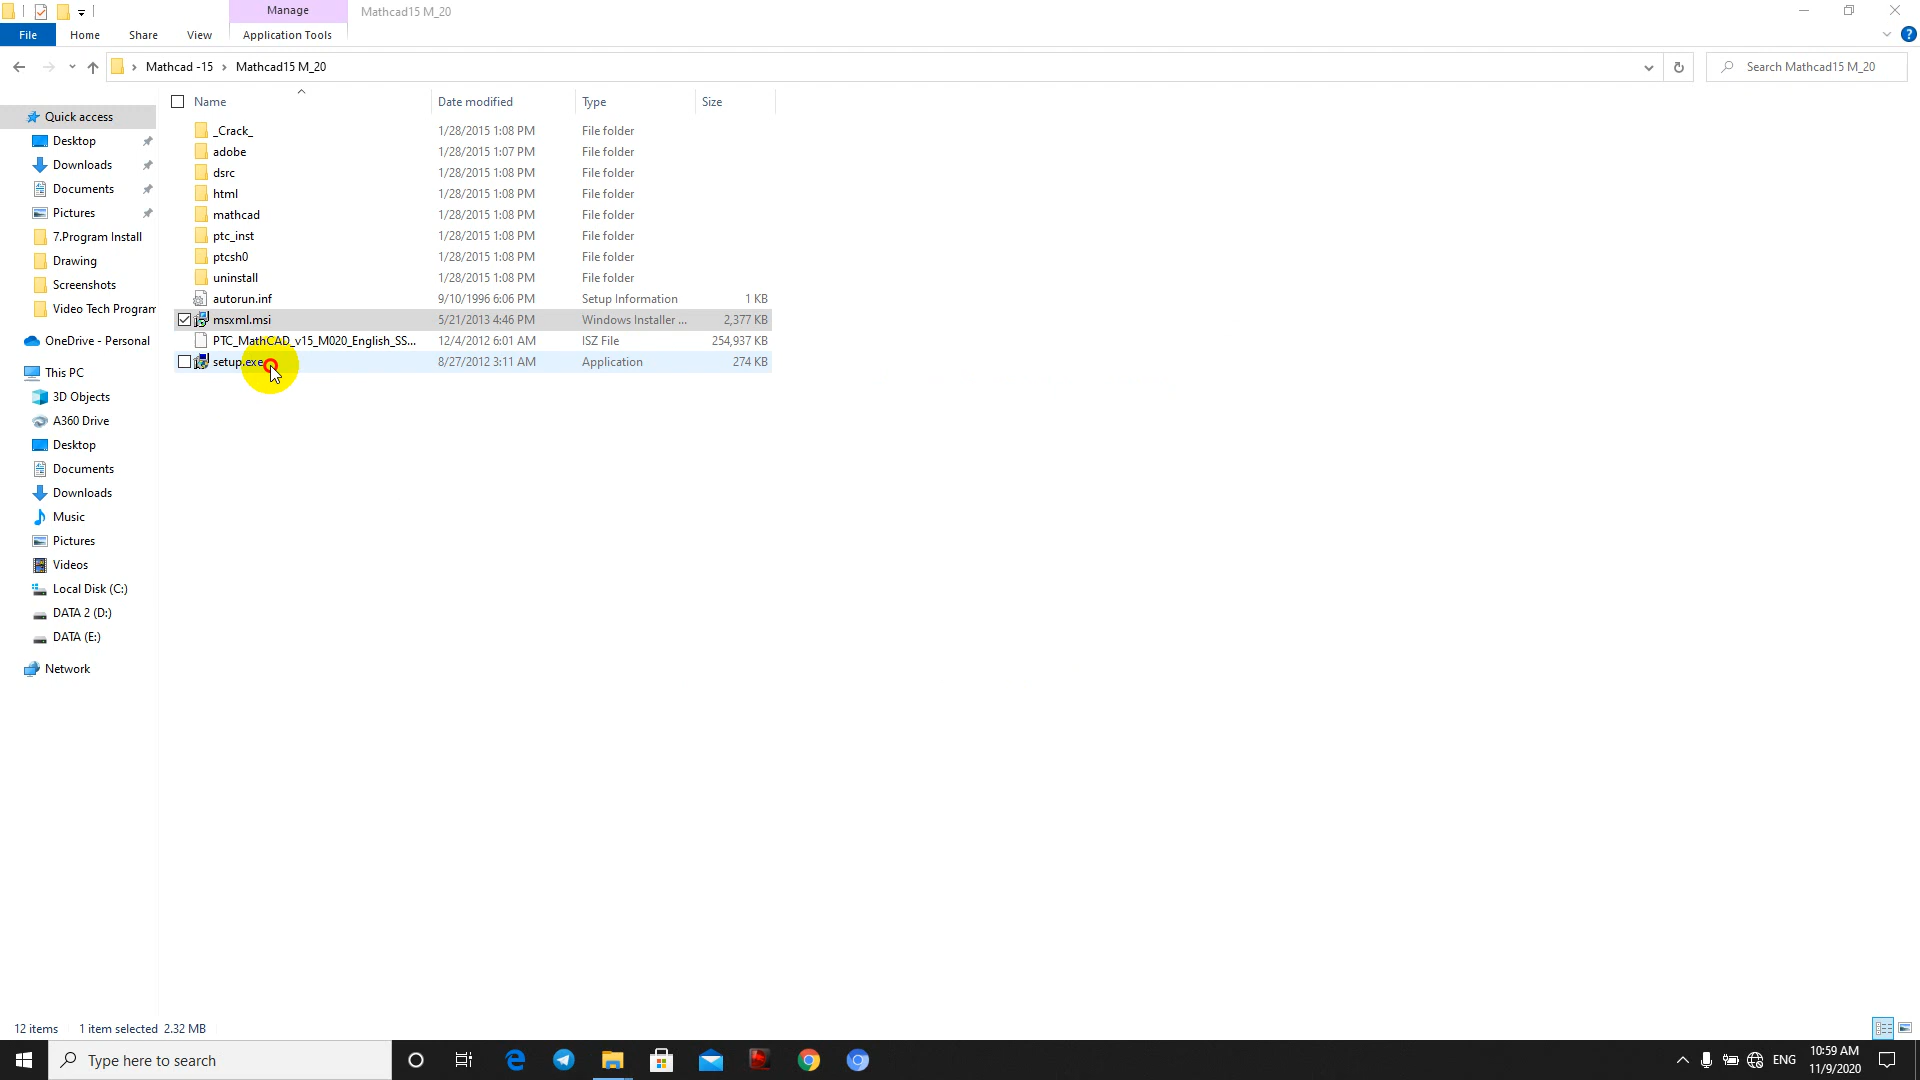 Manage
Mathcad15 M_20
File
Home
Share
View
Application Tools
Mathcad -15 › Mathcad15 M_20
Search Mathcad15 M_20
Name
Date modified
Type
Size
_Crack_ 1/28/2015 1:08 PM File folder
adobe 1/28/2015 1:07 PM File folder
dsrc 1/28/2015 1:08 PM File folder
html 1/28/2015 1:08 PM File folder
mathcad 1/28/2015 1:08 PM File folder
ptc_inst 1/28/2015 1:08 PM File folder
ptcsh0 1/28/2015 1:08 PM File folder
uninstall 1/28/2015 1:08 PM File folder
autorun.inf 9/10/1996 6:06 PM Setup Information 1 KB
msxml.msi 5/21/2013 4:46 PM Windows Installer ... 2,377 KB
PTC_MathCAD_v15_M020_English_SS... 12/4/2012 6:01 AM ISZ File 254,937 KB
setup.exe 8/27/2012 3:11 AM Application 274 KB
Quick access
Desktop
Downloads
Documents
Pictures
7.Program Install
Drawing
Screenshots
Video Tech Program
OneDrive - Personal
This PC
3D Objects
A360 Drive
Desktop
Documents
Downloads
Music
Pictures
Videos
Local Disk (C:)
DATA 2 (D:)
DATA (E:)
Network
12 items 1 item selected 2.32 MB
Type here to search
ENG
10:59 AM
11/9/2020